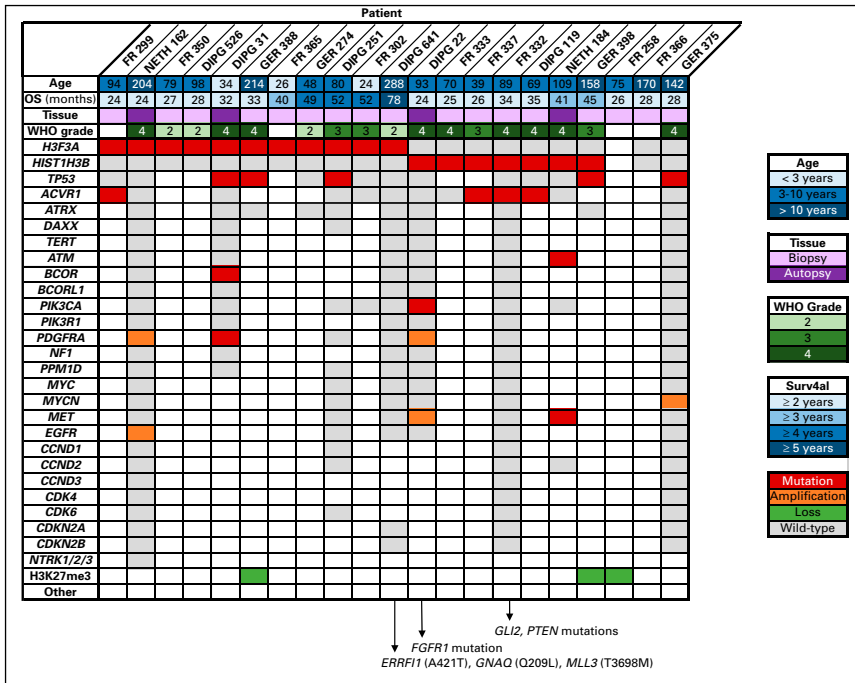 Patient
FR 299 NETH 162 FR 350 DIPG 526 DIPG 31 GER 388 FR 365 GER 274 DIPG 251 FR 302 DIPG 641 DIPG 22 FR 333 FR 337 FR 332 DIPG 119 NETH 184 GER 398 FR 258 FR 366 GER 375
Age 94 204 79 98 34 214 26 48 80 24 288 93 70 39 89 69 109 158 75 170 142
OS (months) 24 24 27 28 32 33 40 49 52 52 78 24 25 26 34 35 41 45 26 28 28
Tissue
WHO grade 4 2 2 4 4 2 3 3 2 4 4 3 4 4 4 3 4
H3F3A
HIST1H3B
TP53
ACVR1
ATRX
DAXX
TERT
ATM
BCOR
BCORL1
PIK3CA
PIK3R1
PDGFRA
NF1
PPM1D
MYC
MYCN
MET
EGFR
CCND1
CCND2
CCND3
CDK4
CDK6
CDKN2A
CDKN2B
NTRK1/2/3
H3K27me3
Other
GLI2, PTEN mutations
FGFR1 mutation
ERRFI1 (A421T), GNAQ (Q209L), MLL3 (T3698M)
Age
< 3 years
3-10 years
> 10 years
Tissue
Biopsy
Autopsy
WHO Grade
2
3
4
Surv4al
≥ 2 years
≥ 3 years
≥ 4 years
≥ 5 years
Mutation
Amplification
Loss
Wild-type